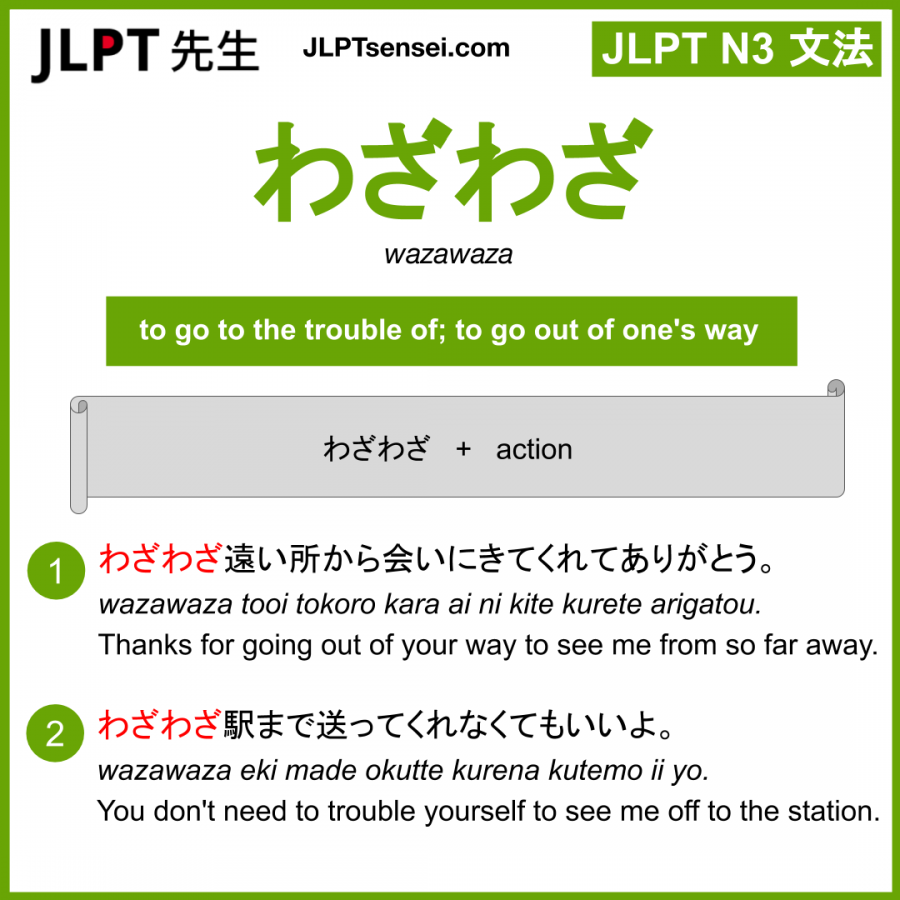 JLPT 先生
JLPTsensei.com
JLPT N3 文法
わざわざ
wazawaza
to go to the trouble of; to go out of one's way
わざわざ + action
1
わざわざ遠い所から会いにきてくれてありがとう。
wazawaza tooi tokoro kara ai ni kite kurete arigatou.
Thanks for going out of your way to see me from so far away.
2
わざわざ駅まで送ってくれなくてもいいよ。
wazawaza eki made okutte kurena kutemo ii yo.
You don't need to trouble yourself to see me off to the station.